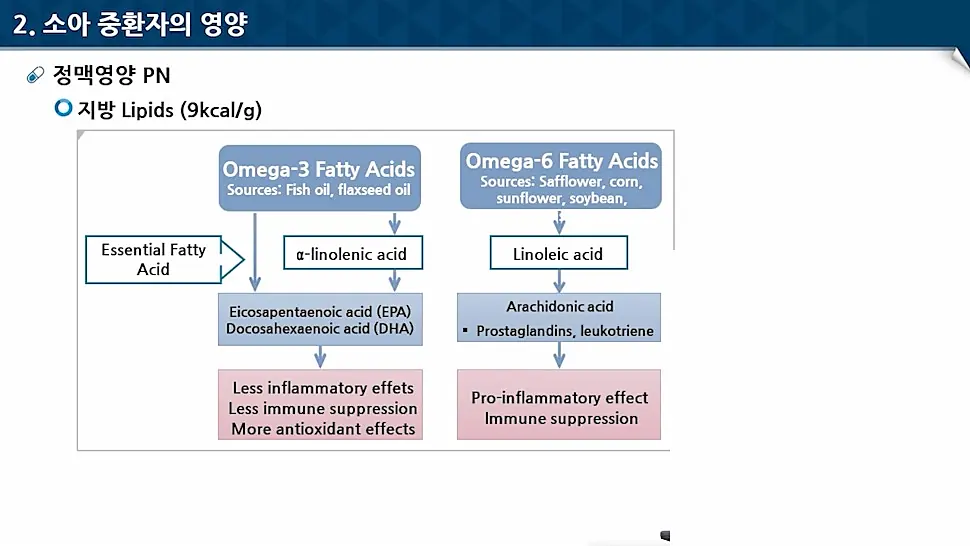 2. 소아 중환자의 영양
정맥영양 PN
지방 Lipids (9kcal/g)
Omega-3 Fatty Acids
Sources: Fish oil, flaxseed oil
Omega-6 Fatty Acids
Sources: Safflower, corn,
sunflower, soybean,
Essential Fatty
Acid
α-linolenic acid
Linoleic acid
Eicosapentaenoic acid (EPA)
Docosahexaenoic acid (DHA)
Arachidonic acid
▪ Prostaglandins, leukotriene
Less inflammatory effets
Less immune suppression
More antioxidant effects
Pro-inflammatory effect
Immune suppression